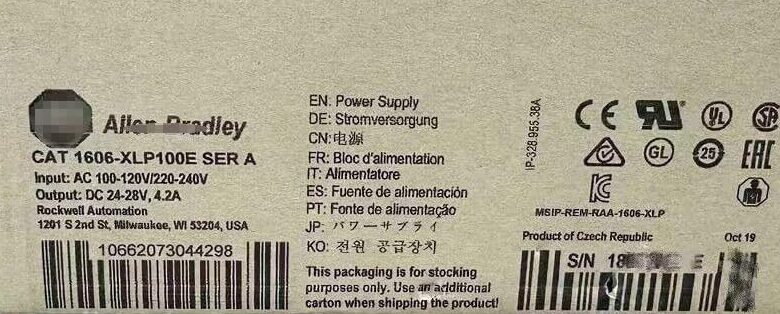 Allen-Bradley
CAT 1606-XLP100E SER A
Input: AC 100-120V/220-240V
Output: DC 24-28V, 4.2A
Rockwell Automation
1201 S 2nd St, Milwaukee, WI 53204, USA
10662073044298
EN: Power Supply
DE: Stromversorgung
CN:电源
FR: Bloc d'alimentation
IT: Alimentatore
ES: Fuente de alimentación
PT: Fonte de alimentação
JP: パワーサプライ
KO: 전원 공급장치
This packaging is for stocking
purposes only. Use an additional
carton when shipping the product!
IP-328.955.38A
CE RU UL SA
GL 25 EAC
MSIP-REM-RAA-1606-XLP
Product of Czech Republic Oct 19
S/N 18 E